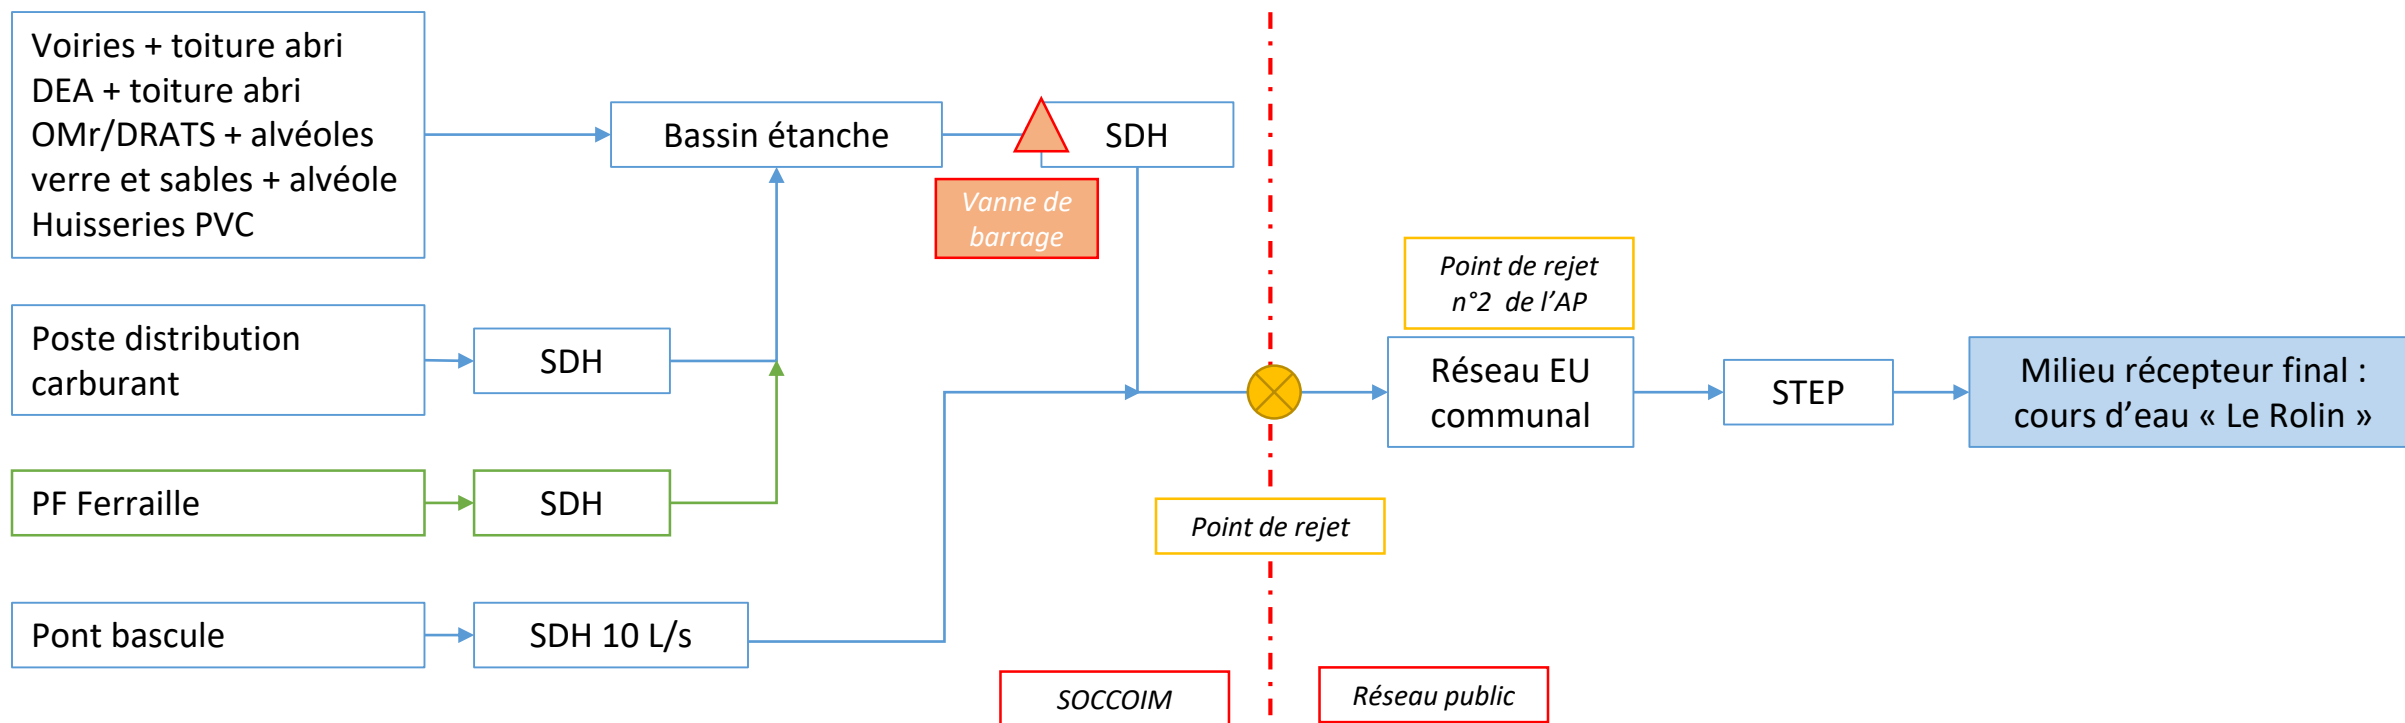 Voiries + toiture abri
DEA + toiture abri
OMr/DRATS + alvéoles
verre et sables + alvéole
Huisseries PVC
Bassin étanche
SDH
Vanne de
barrage
Point de rejet
n°2 de l’AP
Poste distribution
carburant
SDH
Réseau EU
communal
STEP
Milieu récepteur final :
cours d’eau « Le Rolin »
PF Ferraille
SDH
Point de rejet
Pont bascule
SDH 10 L/s
SOCCOIM
Réseau public